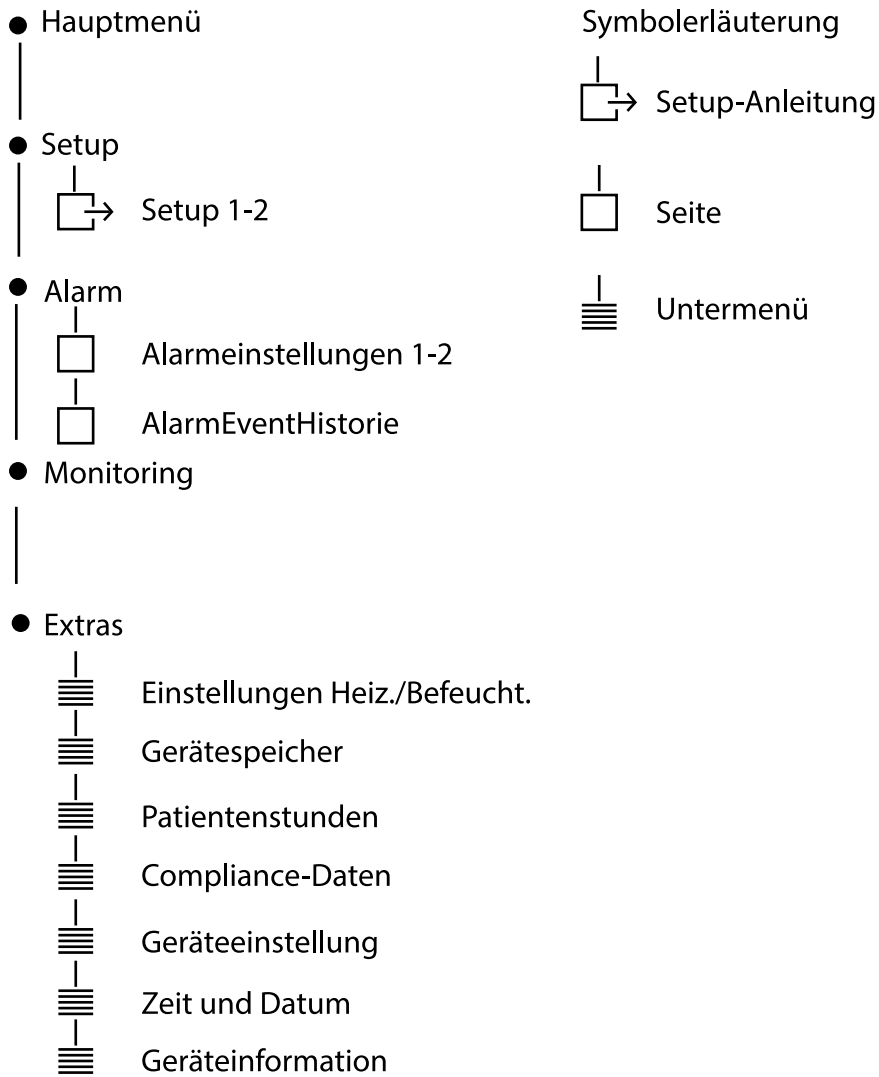 Hauptmenü
Setup
Setup 1-2
Alarm
Alarmeinstellungen 1-2
AlarmEventHistorie
Monitoring
Extras
Einstellungen Heiz./Befeucht.
Gerätespeicher
Patientenstunden
Compliance-Daten
Geräteeinstellung
Zeit und Datum
Geräteinformation
Symbolerläuterung
Setup-Anleitung
Seite
Untermenü